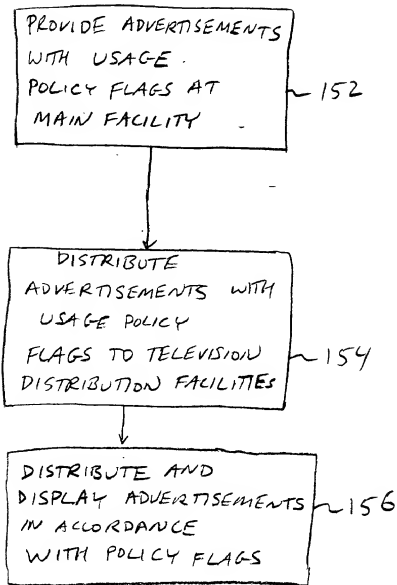 PROVIDE ADVERTISEMENTS
WITH USAGE
POLICY FLAGS AT
MAIN FACILITY
152
DISTRIBUTE
ADVERTISEMENTS WITH
USAGE POLICY
FLAGS TO TELEVISION
DISTRIBUTION FACILITIES
154
DISTRIBUTE AND
DISPLAY ADVERTISEMENTS
IN ACCORDANCE
WITH POLICY FLAGS
156